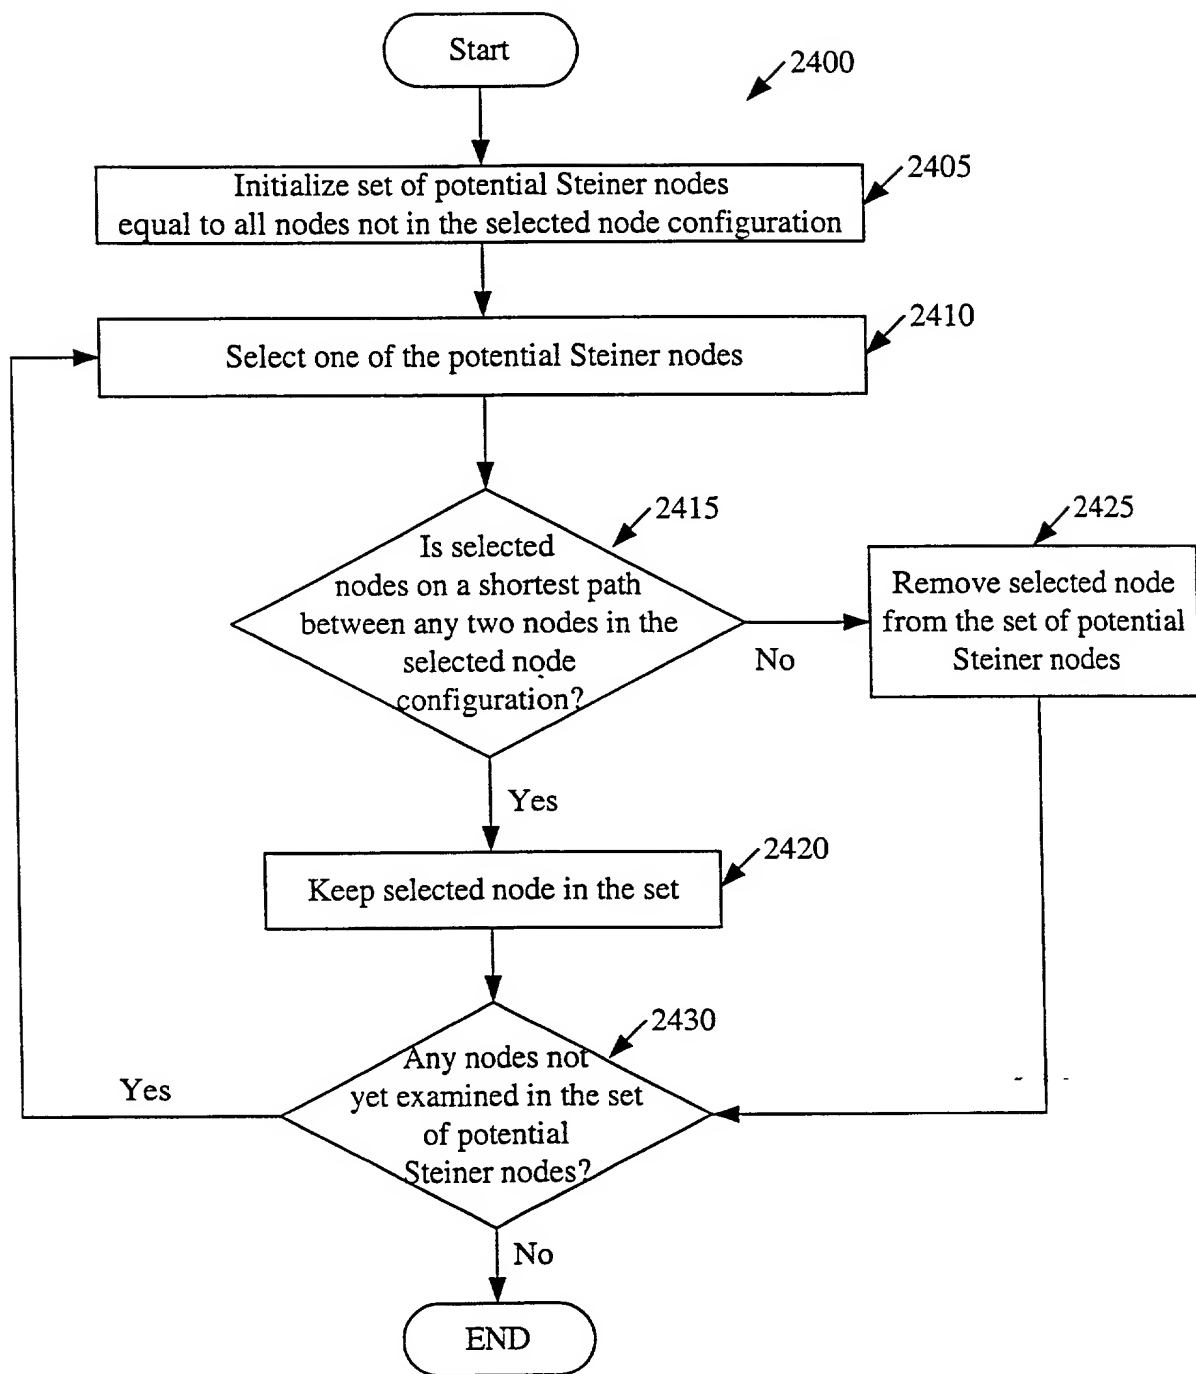 Start
2400
2405
Initialize set of potential Steiner nodes
equal to all nodes not in the selected node configuration
2410
Select one of the potential Steiner nodes
2415
Is selected
nodes on a shortest path
between any two nodes in the
selected node
configuration?
No
2425
Remove selected node
from the set of potential
Steiner nodes
Yes
2420
Keep selected node in the set
2430
Any nodes not
yet examined in the set
of potential
Steiner nodes?
Yes
No
END